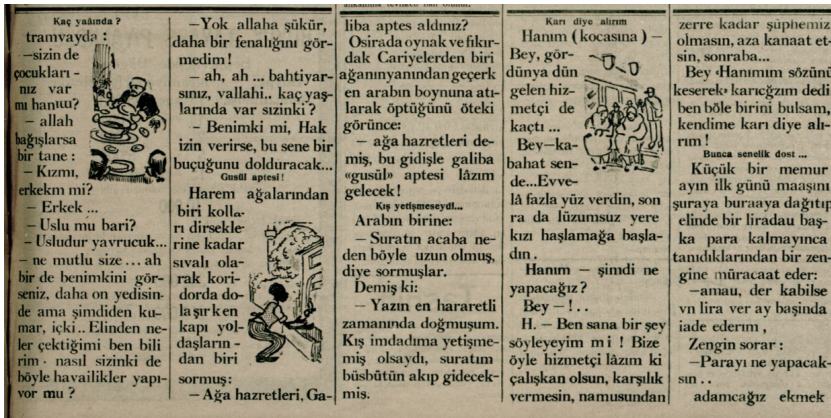 Kaç yaâında ?
tramvayda :
—sizin de
çocukları -
nız var
mı hanım?
— allah
bağışlarsa
bir tane :
— Kızmı,
erkekm mi?
— Erkek ...
— Uslu mu bari?
— Usludur yavrucuk...
— ne mutlu size ... ah
bir de benimkini gör-
seniz, daha on yedisin-
de ama şimdiden ku-
mar, içki.. Elinden ne-
ler çektiğimi ben bili
rim · nasıl sizinki de
böyle havailikler yapı-
yor mu ?
—Yok allaha şükür,
daha bir fenalığını gör-
medim !
— ah, ah ... bahtiyar-
sınız, vallahi.. kaç yaş-
larında var sızinki ?
— Benimki mi, Hak
izin verirse, bu sene bir
buçuğunu dolduracak...
Gusül aptesi!
Harem ağalarından
biri kolla-
rı dirsekle-
rine kadar
sıvalı ola-
rak kori-
dorda do-
laşırken
kapı yol-
daşların -
dan biri
sormuş:
— Ağa hazretleri, Ga-
liba aptes aldınız?
Osirada oynak ve fıkır-
dak Cariyelerden biri
ağanınyanından geçerk
en arabın boynuna atı-
larak öptüğünü öteki
görünce:
— ağa hazretleri de-
miş, bu gidişle galiba
«gusül» aptesi lâzım
gelecek !
Kış yetişmeseydi...
Arabın birine:
— Suratın acaba ne-
den böyle uzun olmuş,
diye sormuşlar.
Demiş ki:
— Yazın en hararetli
zamanında doğmuşum.
Kış imdadıma yetişme-
miş olsaydı, suratım
büsbütün akıp gidecek-
mis.
Karı diye alırım
Hanım (kocasına) —
Bey, gör-
dünya dün
gelen hiz-
metçi de
kaçtı ...
Bey—ka-
bahat sen-
de...Evve-
lâ fazla yüz verdin, son
ra da lüzumsuz yere
kızı haşlamağa başla-
dın .
Hanım — şimdi ne
yapacağız ?
Bey — ! . .
H. — Ben sana bir şey
söyleyeyim mi ! Bize
öyle hizmetçi lâzım ki
çalışkan olsun, karşılık
vermesin, namusundan
zerre kadar şüphemiz
olmasın, aza kanaat et-
sin, sonraba...
Bey ‹Hanımım sözünü
keserek› karıcğzım dedi
ben böle birini bulsam,
kendime karı diye alı-
rım !
Bunca senelik dost ...
Küçük bir memur
ayın ilk günü maaşını
şuraya buraaya dağıtıp
elinde bir liradau baş-
ka para kalmayınca
tanıdıklarından bir zen-
gine müracaat eder:
—amau, der kabilse
vn lira ver ay başında
iade ederım ,
Zengin sorar :
—Parayı ne yapacak-
sın . .
adamcağız ekmek